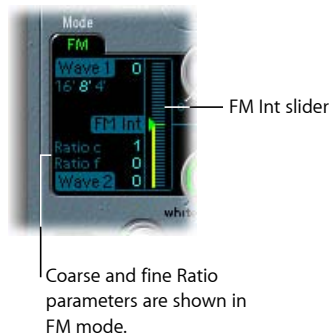 Mode
FM
Wave 1 0
16' 8' 4'
FM Int slider
FM Int
Ratio c 1
Ratio f 0
Wave 2 0
whit
Coarse and fine Ratio
parameters are shown in
FM mode.